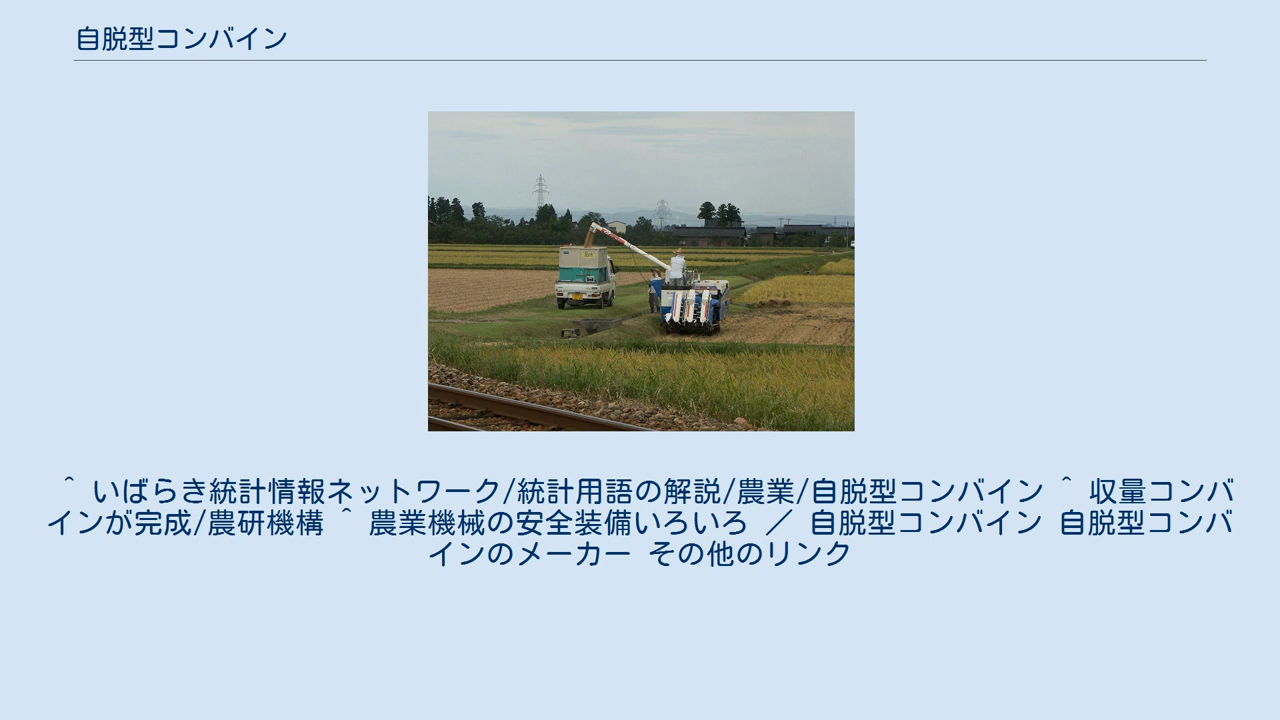 自脱型コンバイン
^ いばらき統計情報ネットワーク/統計用語の解説/農業/自脱型コンバイン ^ 収量コンバ
インが完成/農研機構 ^ 農業機械の安全装備いろいろ ／ 自脱型コンバイン 自脱型コンバ
インのメーカー その他のリンク